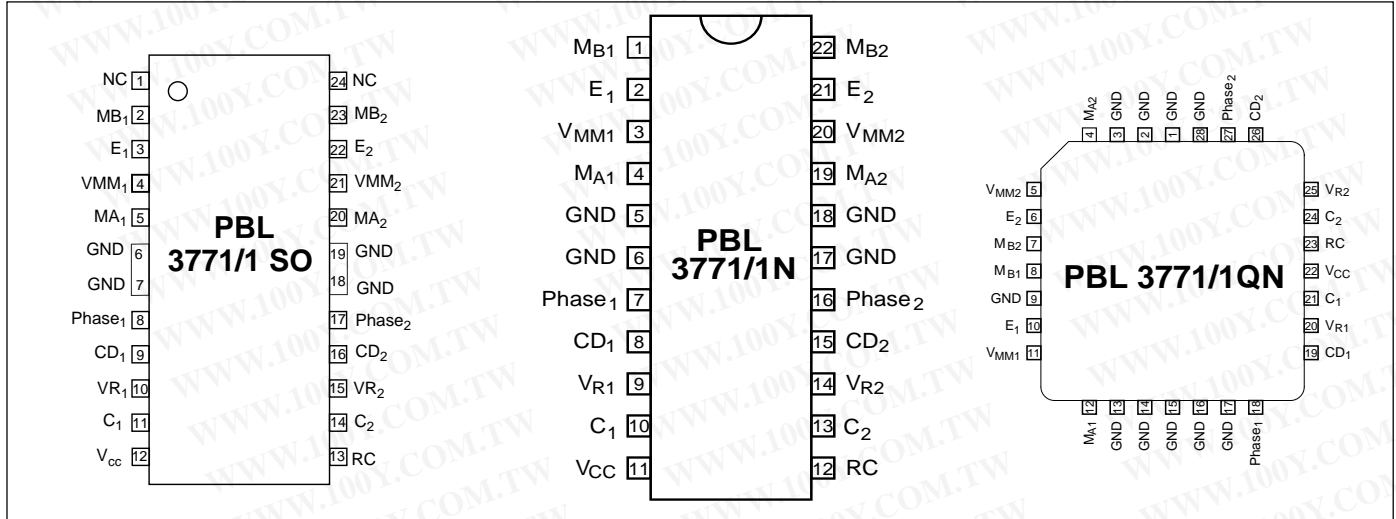 NC 1
MB1 2
E1 3
VMM1 4
MA1 5
GND 6
GND 7
Phase1 8
CD1 9
VR1 10
C1 11
Vcc 12
24 NC
23 MB2
22 E2
21 VMM2
20 MA2
19 GND
18 GND
17 Phase2
16 CD2
15 VR2
14 C2
13 RC
PBL
3771/1 SO
MB1 1
E1 2
VMM1 3
MA1 4
GND 5
GND 6
Phase1 7
CD1 8
VR1 9
C1 10
VCC 11
22 MB2
21 E2
20 VMM2
19 MA2
18 GND
17 GND
16 Phase2
15 CD2
14 VR2
13 C2
12 RC
PBL
3771/1N
4 MA2
3 GND
2 GND
1 GND
28 GND
27 Phase2
26 CD2
VMM2 5
E2 6
MB2 7
MB1 8
GND 9
E1 10
VMM1 11
25 VR2
24 C2
23 RC
22 VCC
21 C1
20 VR1
19 CD1
PBL 3771/1QN
MA1 12
GND 13
GND 14
GND 15
GND 16
GND 17
Phase1 18
WWW.100Y.COM.TW